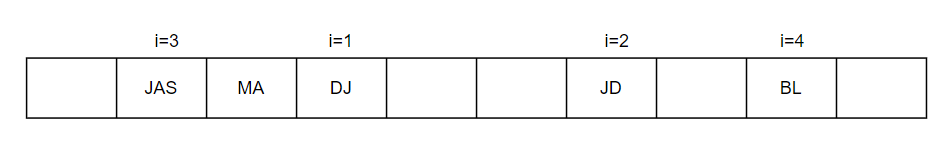 i=3 i=1 i=2 i=4
JAS MA DJ JD BL